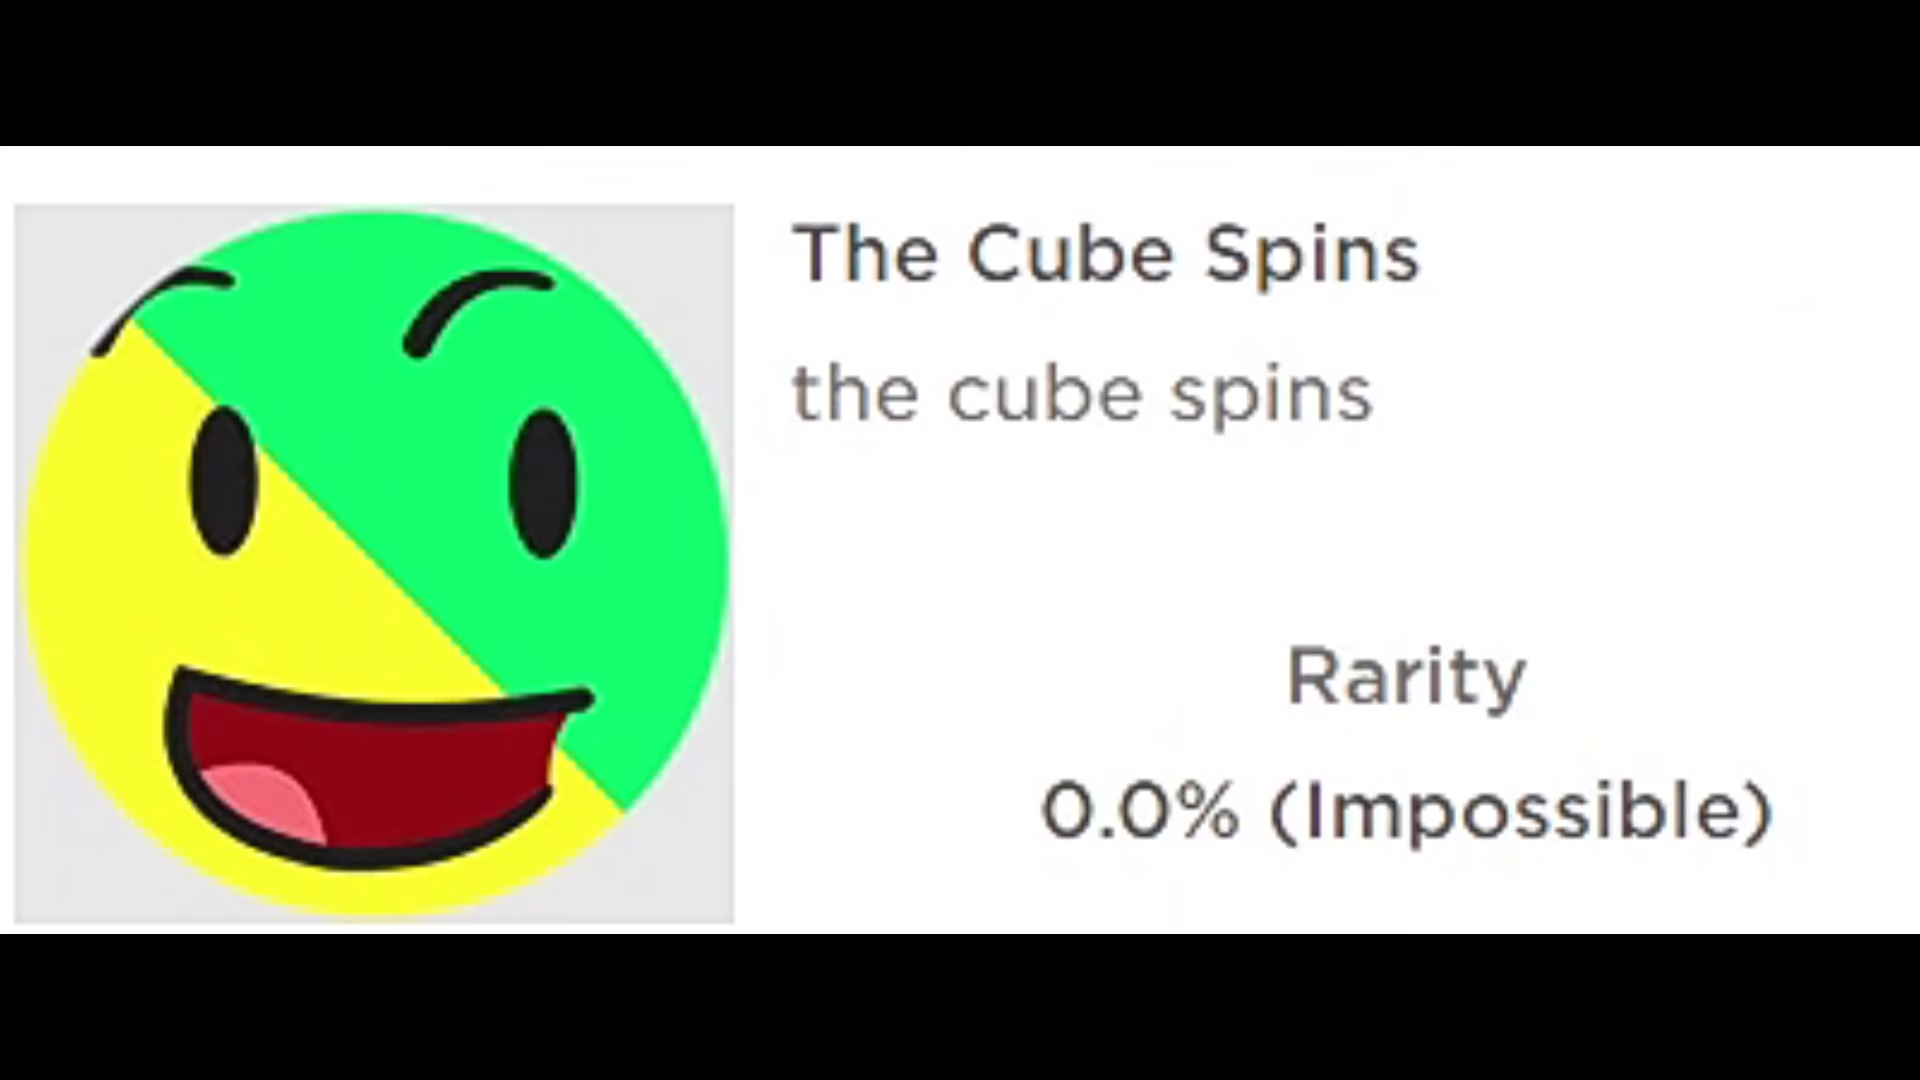 The Cube Spins
the cube spins
Rarity
0.0% (Impossible)